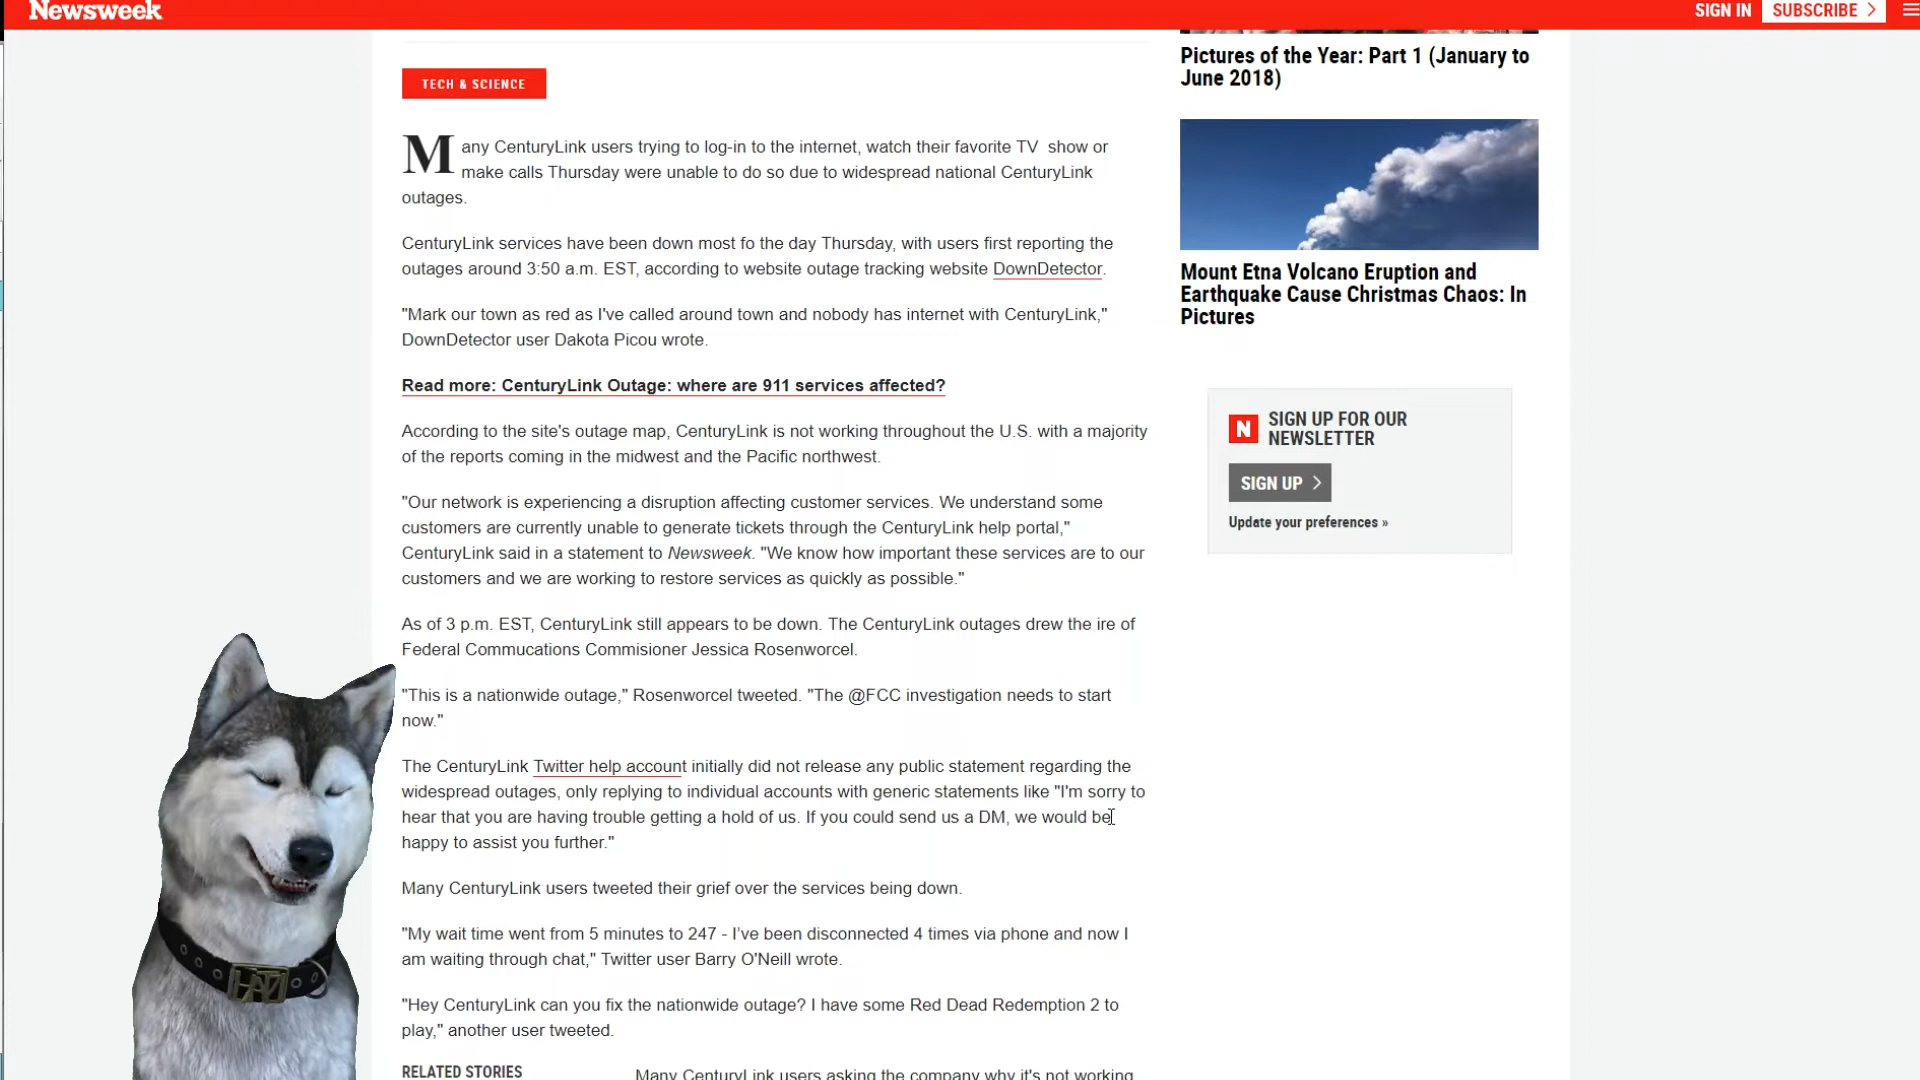 Newsweek
SIGN IN
SUBSCRIBE
TECH & SCIENCE
Many CenturyLink users trying to log-in to the internet, watch their favorite TV show or
make calls Thursday were unable to do so due to widespread national CenturyLink
outages.
CenturyLink services have been down most fo the day Thursday, with users first reporting the
outages around 3:50 a.m. EST, according to website outage tracking website DownDetector.
"Mark our town as red as I've called around town and nobody has internet with CenturyLink,"
DownDetector user Dakota Picou wrote.
Read more: CenturyLink Outage: where are 911 services affected?
According to the site's outage map, CenturyLink is not working throughout the U.S. with a majority
of the reports coming in the midwest and the Pacific northwest.
"Our network is experiencing a disruption affecting customer services. We understand some
customers are currently unable to generate tickets through the CenturyLink help portal,"
CenturyLink said in a statement to Newsweek. "We know how important these services are to our
customers and we are working to restore services as quickly as possible."
As of 3 p.m. EST, CenturyLink still appears to be down. The CenturyLink outages drew the ire of
Federal Commucations Commisioner Jessica Rosenworcel.
"This is a nationwide outage," Rosenworcel tweeted. "The @FCC investigation needs to start
now."
The CenturyLink Twitter help account initially did not release any public statement regarding the
widespread outages, only replying to individual accounts with generic statements like "I'm sorry to
hear that you are having trouble getting a hold of us. If you could send us a DM, we would be
happy to assist you further."
Many CenturyLink users tweeted their grief over the services being down.
"My wait time went from 5 minutes to 247 - I've been disconnected 4 times via phone and now I
am waiting through chat," Twitter user Barry O'Neill wrote.
"Hey CenturyLink can you fix the nationwide outage? I have some Red Dead Redemption 2 to
play," another user tweeted.
RELATED STORIES
Many CenturyLink users asking the company why it's not working
Pictures of the Year: Part 1 (January to
June 2018)
Mount Etna Volcano Eruption and
Earthquake Cause Christmas Chaos: In
Pictures
N
SIGN UP FOR OUR
NEWSLETTER
SIGN UP
Update your preferences »